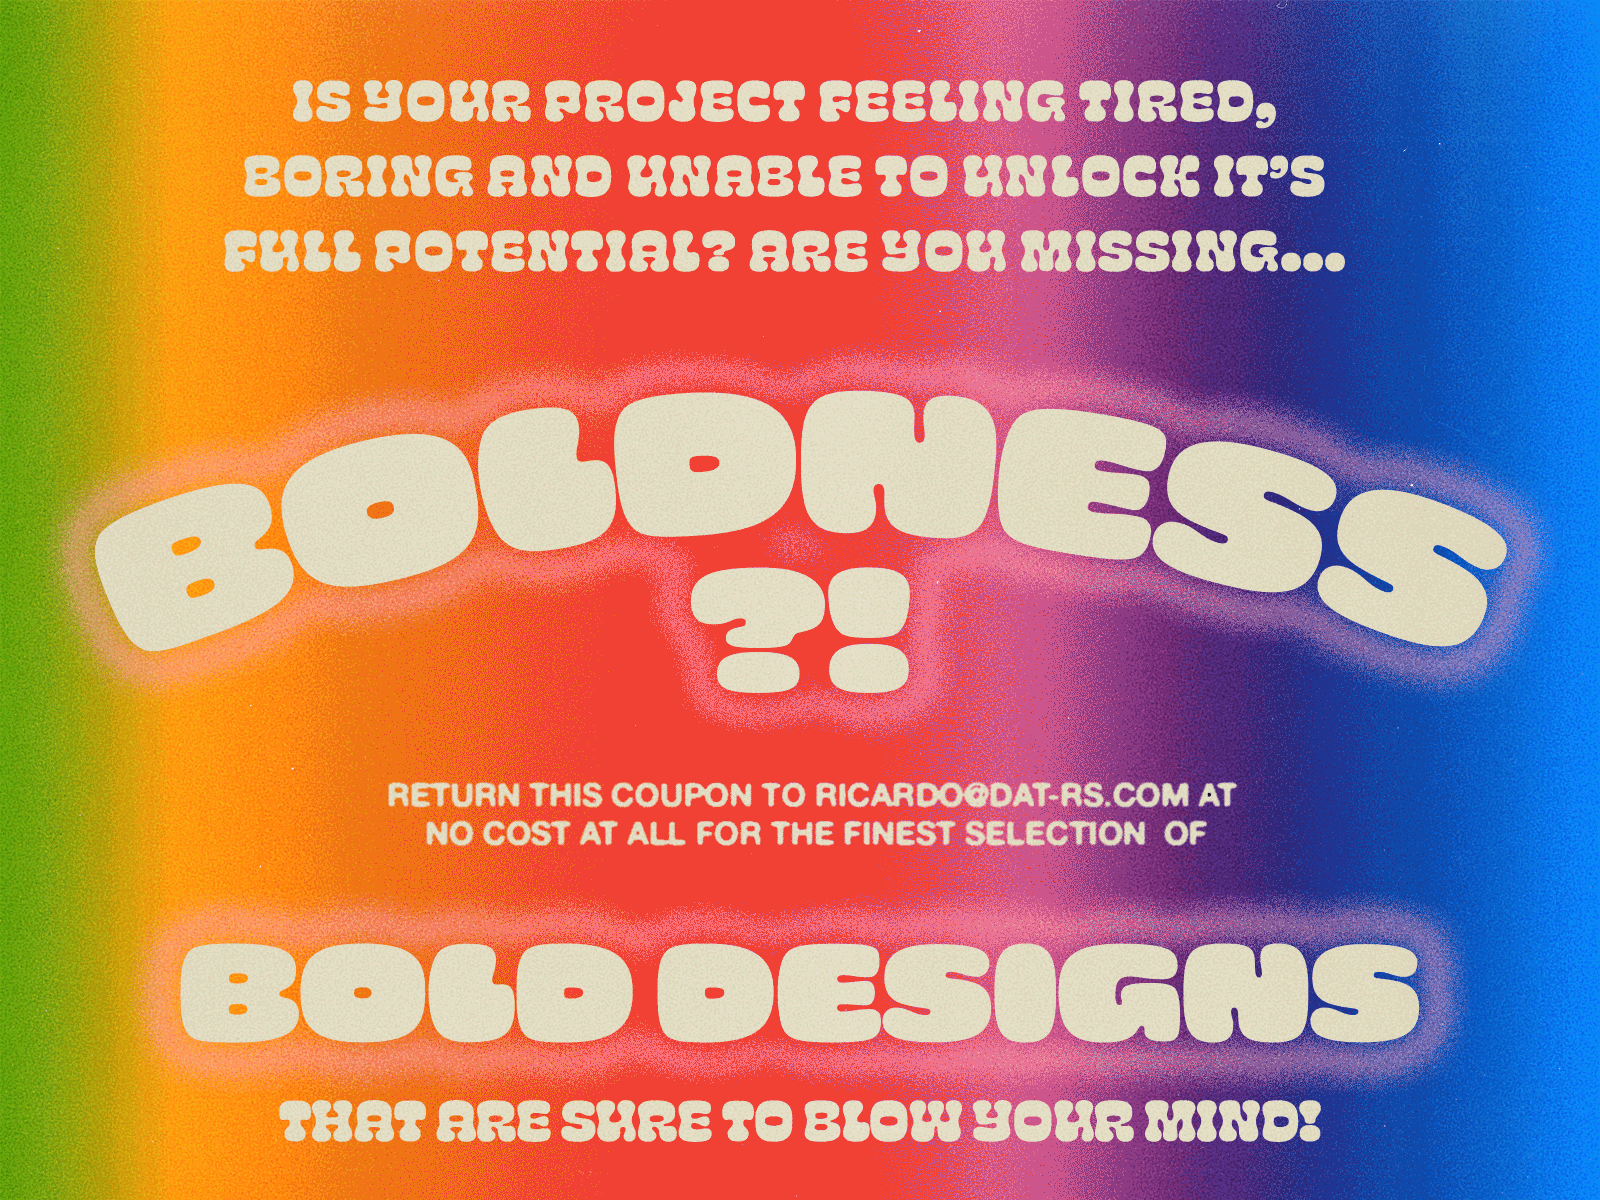 IS YOUR PROJECT FEELING TIRED,
BORING AND UNABLE TO UNLOCK IT'S
FULL POTENTIAL? ARE YOU MISSING...
BOLDNESS
?!
RETURN THIS COUPON TO RICARDO@DAT-RS.COM AT
NO COST AT ALL FOR THE FINEST SELECTION OF
BOLD DESIGNS
THAT ARE SURE TO BLOW YOUR MIND!